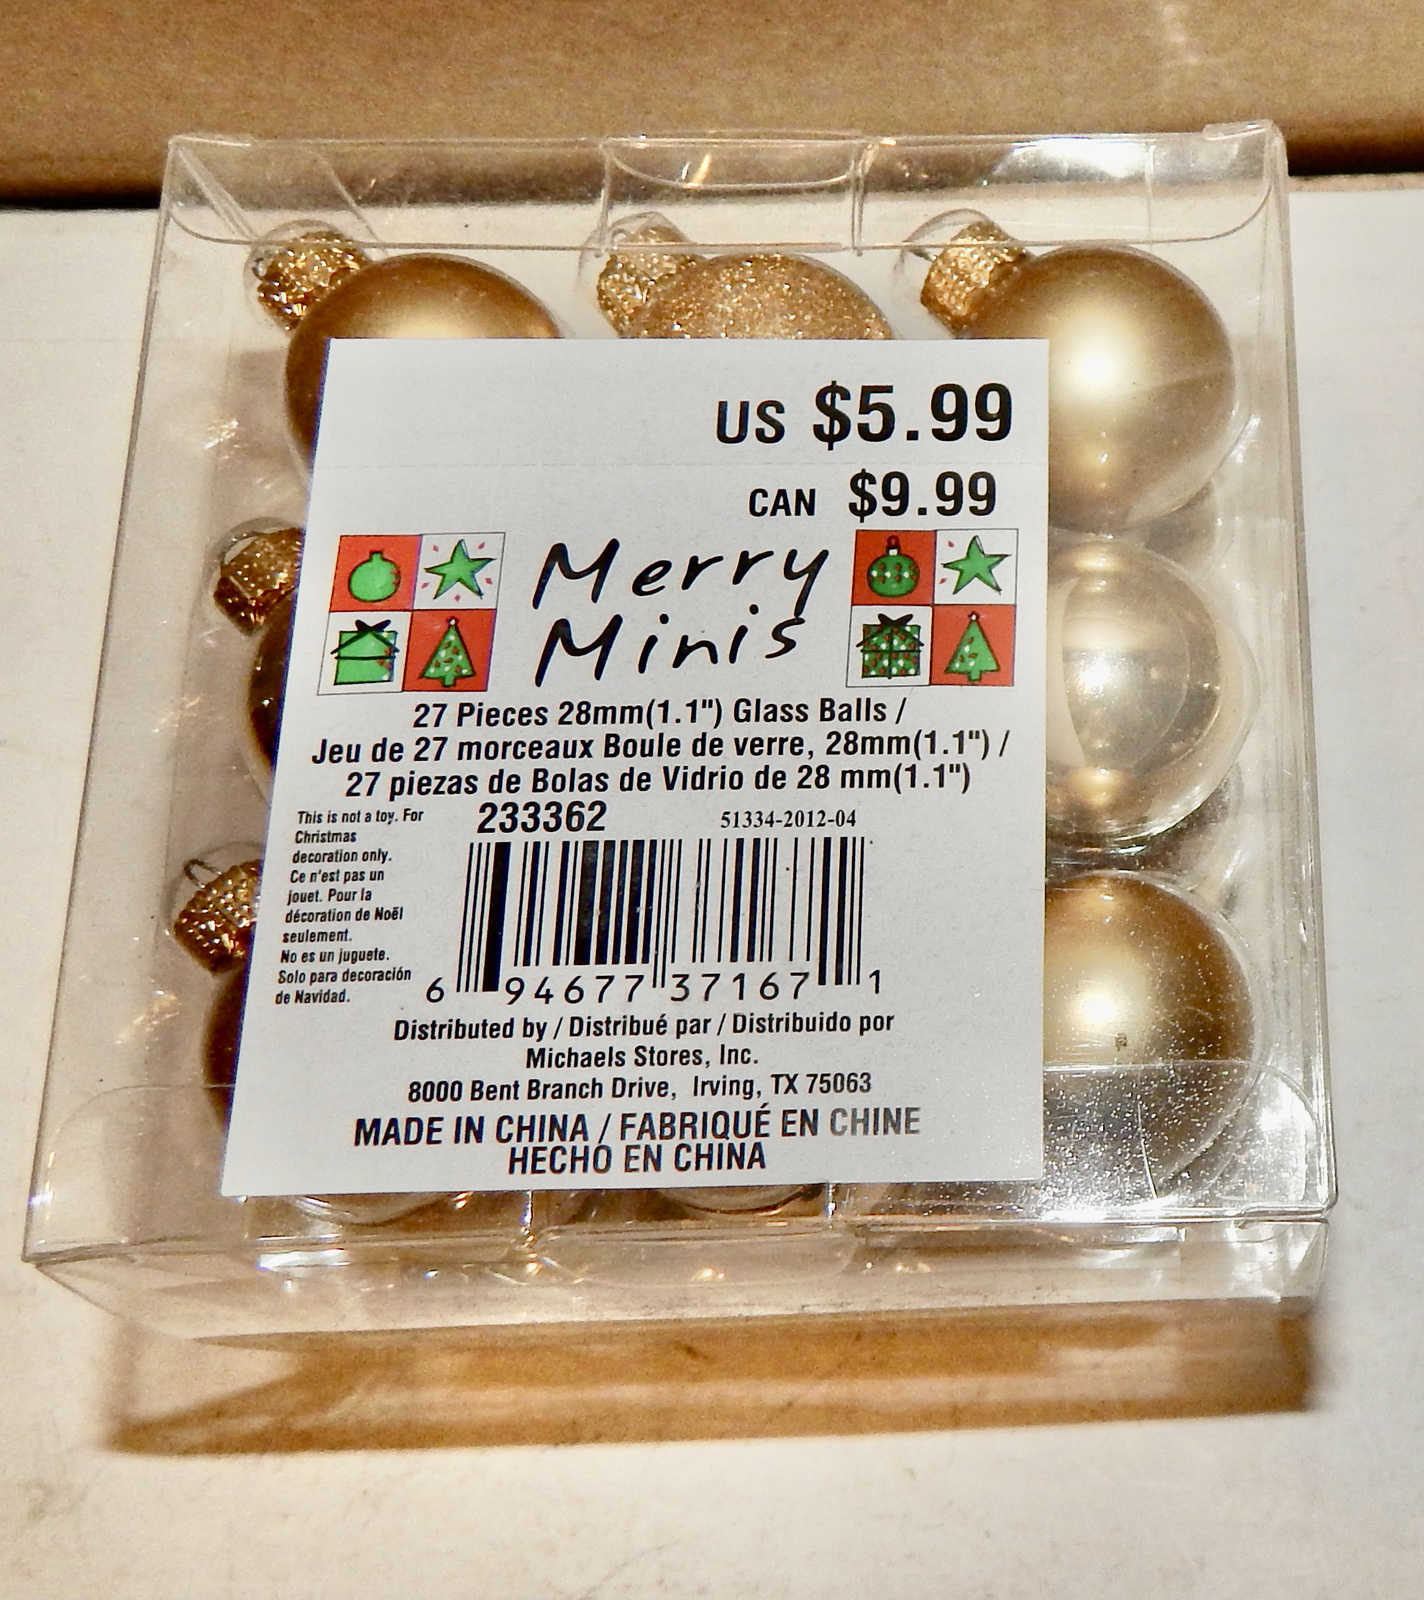 US $5.99
CAN $9.99
Merry
Minis
27 Pieces 28mm(1.1") Glass Balls /
Jeu de 27 morceaux Boule de verre, 28mm(1.1") /
27 piezas de Bolas de Vidrio de 28 mm(1.1")
233362 51334-2012-04
This is not a toy. For
Christmas
decoration only.
Ce n'est pas un
jouet. Pour la
décoration de Noël
seulement.
No es un juguete.
Solo para decoración
de Navidad.
6 94677 37167 1
Distributed by / Distribué par / Distribuido por
Michaels Stores, Inc.
8000 Bent Branch Drive, Irving, TX 75063
MADE IN CHINA / FABRIQUÉ EN CHINE
HECHO EN CHINA